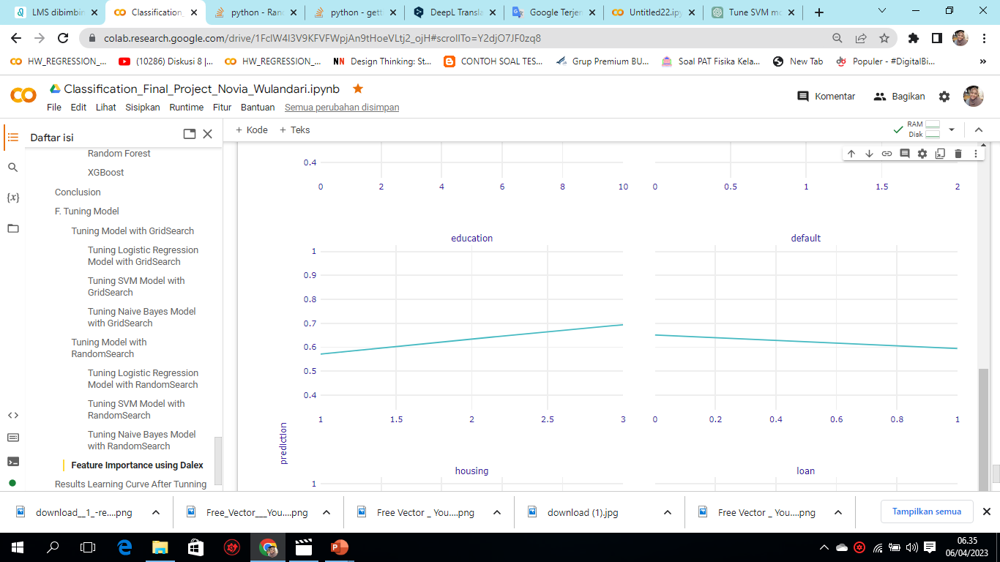 LMS dibimbin
Classification_
python - Ran
python - gett
DeepL Transla
Google Terjen
Untitled22.ipy
Tune SVM mo
colab.research.google.com/drive/1FclW4I3V9KFVFWpjAn9tHoeVLtj2_ojH#scrollTo=Y2djO7JF0zq8
HW_REGRESSION_...
(10286) Diskusi 8 |...
HW_REGRESSION_...
NN Design Thinking: St...
CONTOH SOAL TES...
Grup Premium BU...
Soal PAT Fisika Kela...
New Tab
Populer - #DigitalBi...
Classification_Final_Project_Novia_Wulandari.ipynb
File Edit Lihat Sisipkan Runtime Fitur Bantuan Semua perubahan disimpan
Komentar
Bagikan
Daftar isi
+ Kode + Teks
RAM
Disk
Random Forest
XGBoost
Conclusion
F. Tuning Model
Tuning Model with GridSearch
Tuning Logistic Regression
Model with GridSearch
Tuning SVM Model with
GridSearch
Tuning Naive Bayes Model
with GridSearch
Tuning Model with
RandomSearch
Tuning Logistic Regression
Model with RandomSearch
Tuning SVM Model with
RandomSearch
Tuning Naive Bayes Model
with RandomSearch
Feature Importance using Dalex
Results Learning Curve After Tunning
{x}
0.4
0 2 4 6 8 10
0 0.5 1 1.5 2
education
1
0.9
0.8
0.7
0.6
0.5
0.4
1 1.5 2 2.5 3
default
0 0.2 0.4 0.6 0.8 1
prediction
housing
loan
1
download__1_-re....png
Free_Vector___You....png
Free Vector _ You....png
download (1).jpg
Free Vector _ You....png
Tampilkan semua
06.35
06/04/2023